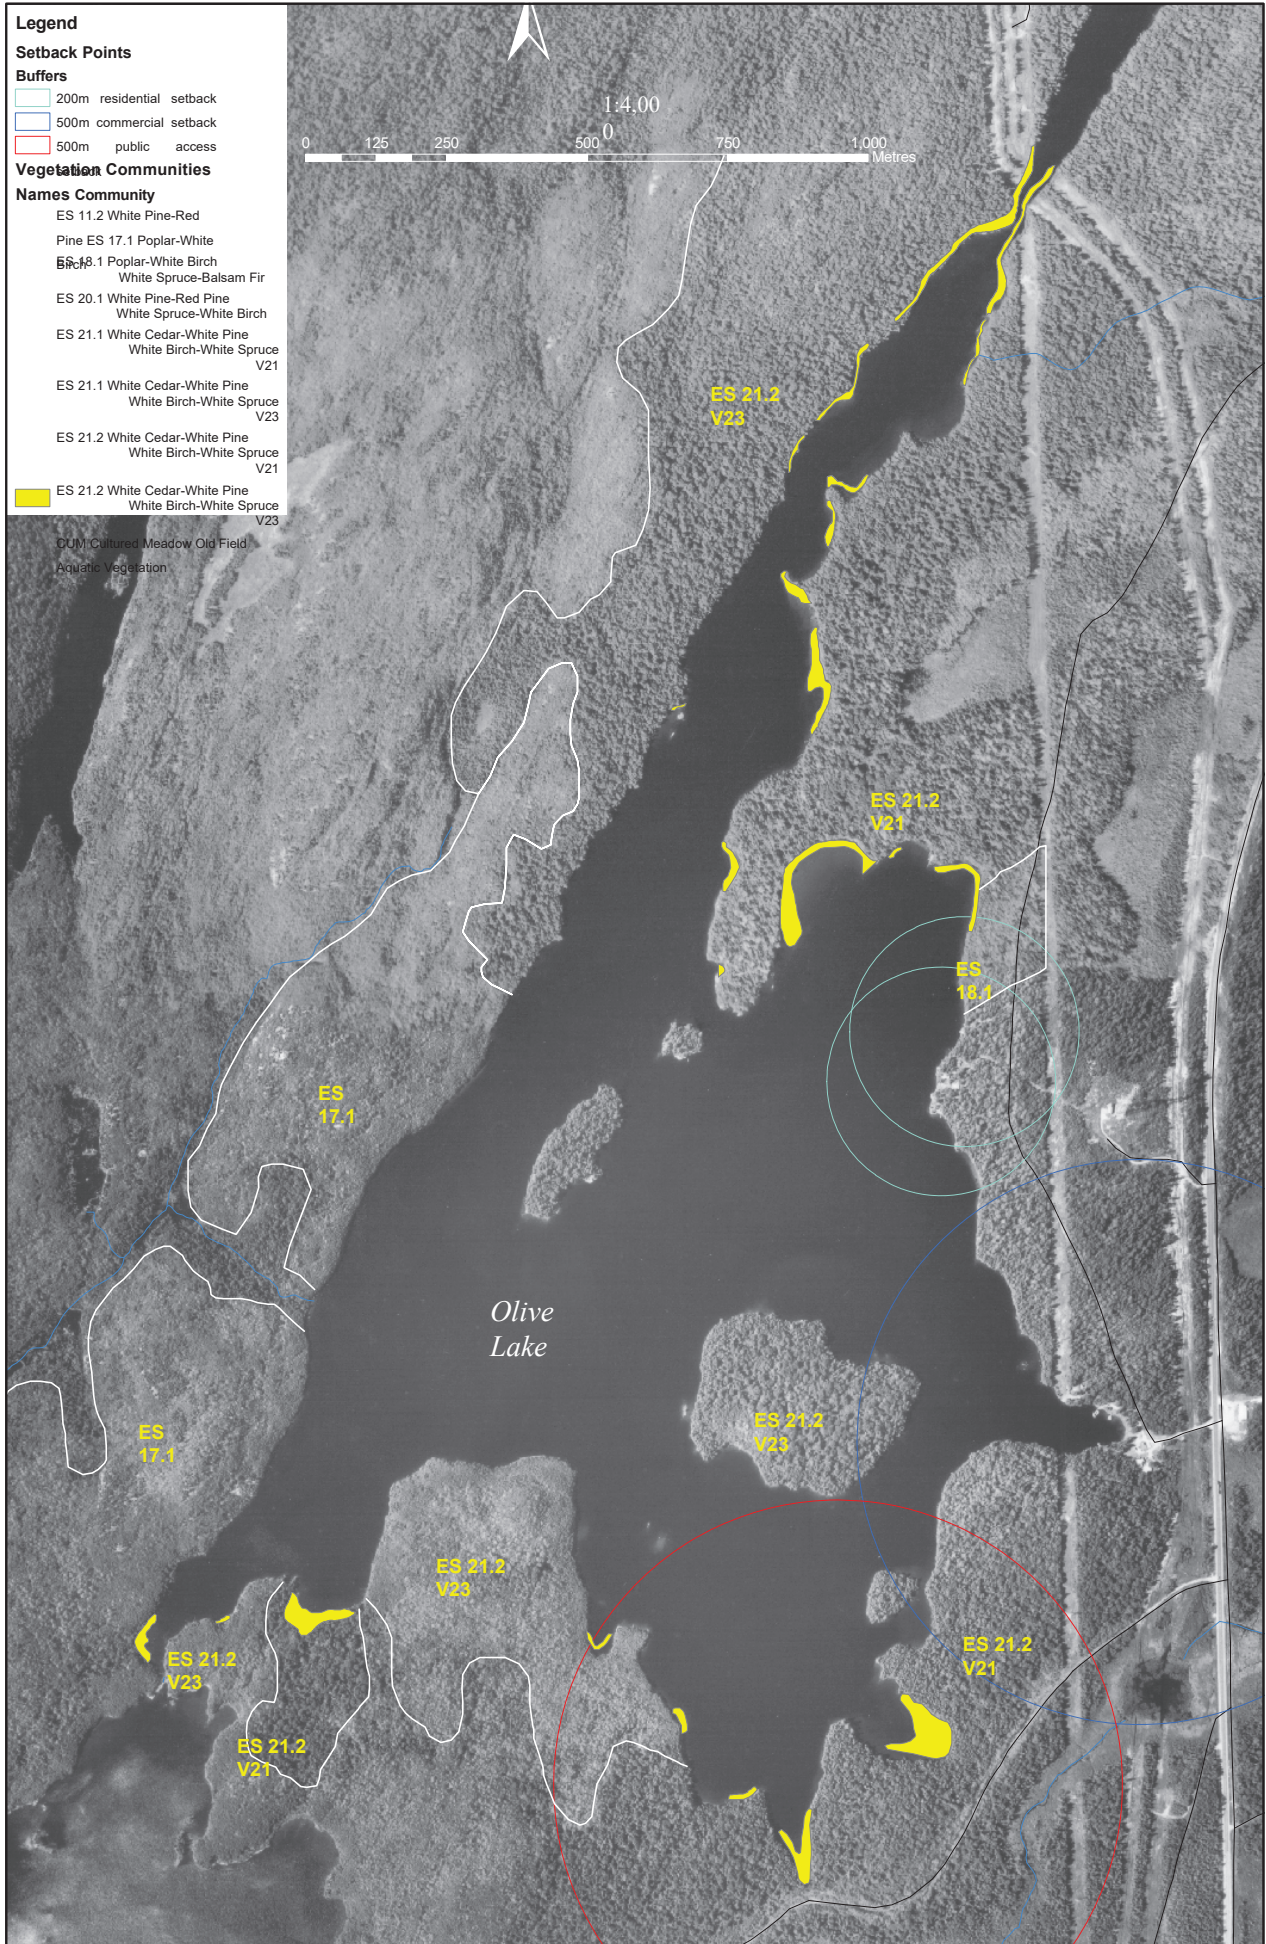 Legend
Setback Points
Buffers
200m residential setback
500m commercial setback
500m public access
setback
Vegetation Communities
Names Community
ES 11.2 White Pine-Red
Pine ES 17.1 Poplar-White
Birch
ES 18.1 Poplar-White Birch
White Spruce-Balsam Fir
ES 20.1 White Pine-Red Pine
White Spruce-White Birch
ES 21.1 White Cedar-White Pine
White Birch-White Spruce
V21
ES 21.1 White Cedar-White Pine
White Birch-White Spruce
V23
ES 21.2 White Cedar-White Pine
White Birch-White Spruce
V21
ES 21.2 White Cedar-White Pine
White Birch-White Spruce
V23
CUM Cultured Meadow Old Field
Aquatic Vegetation
1:4,00
0
0 125 250 500 750 1,000
Metres
ES 21.2
V23
ES 21.2
V21
ES
18.1
ES
17.1
Olive
Lake
ES
17.1
ES 21.2
V23
ES 21.2
V23
ES 21.2
V23
ES 21.2
V21
ES 21.2
V21